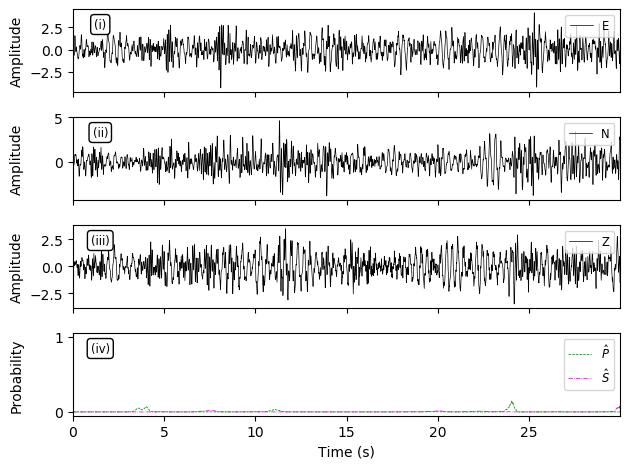 Amplitude
2.5
0.0
−2.5
(i)
E
Amplitude
5
0
(ii)
N
Amplitude
2.5
0.0
−2.5
(iii)
Z
Probability
1
0
(iv)
P̂
Ŝ
0 5 10 15 20 25
Time (s)